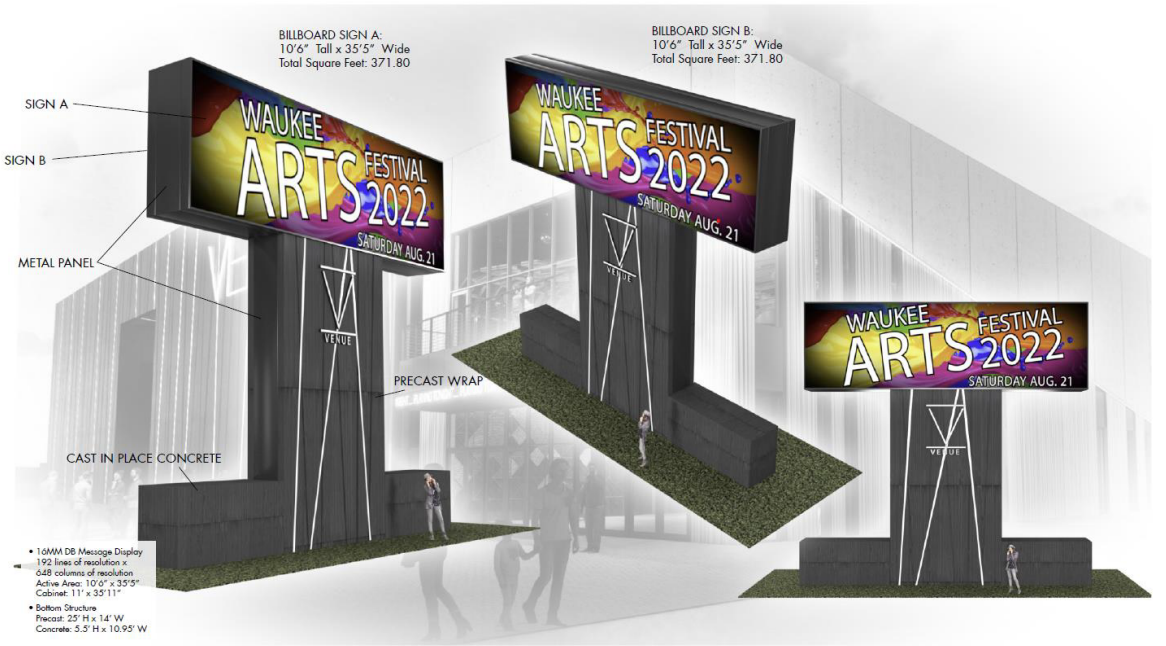 BILLBOARD SIGN A:
10'6" Tall x 35'5" Wide
Total Square Feet: 371.80
BILLBOARD SIGN B:
10'6" Tall x 35'5" Wide
Total Square Feet: 371.80
SIGN A
SIGN B
METAL PANEL
PRECAST WRAP
CAST IN PLACE CONCRETE
WAUKEE
ARTS FESTIVAL
2022
SATURDAY AUG. 21
VENUE
WAUKEE
ARTS FESTIVAL
2022
SATURDAY AUG. 21
VENUE
WAUKEE
ARTS FESTIVAL
2022
SATURDAY AUG. 21
VENUE
• 16MM DB Message Display
192 lines of resolution x
648 columns of resolution
Active Area: 10'6" x 35'5"
Cabinet: 11' x 35'11"
• Bottom Structure
Precast: 25' H x 14' W
Concrete: 5.5' H x 10.95' W